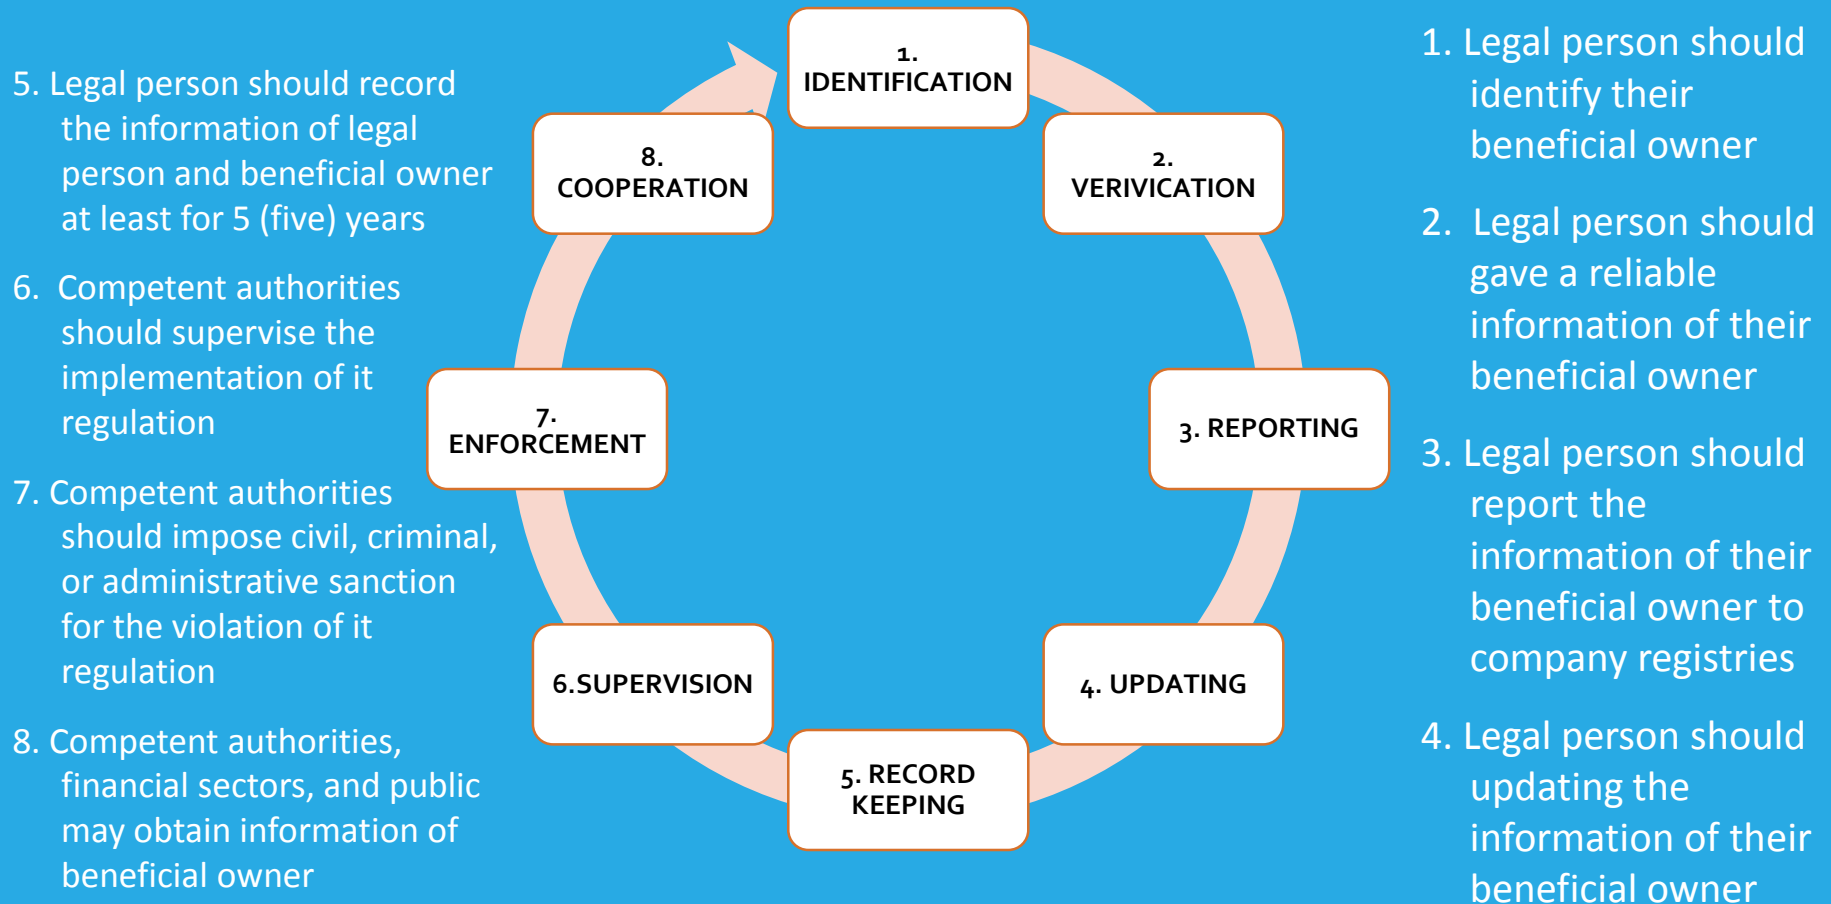 5. Legal person should record
the information of legal
person and beneficial owner
at least for 5 (five) years
6. Competent authorities
should supervise the
implementation of it
regulation
7. Competent authorities
should impose civil, criminal,
or administrative sanction
for the violation of it
regulation
8. Competent authorities,
financial sectors, and public
may obtain information of
beneficial owner
1.
IDENTIFICATION
2.
VERIVICATION
3. REPORTING
4. UPDATING
5. RECORD
KEEPING
6.SUPERVISION
7.
ENFORCEMENT
8.
COOPERATION
1. Legal person should
identify their
beneficial owner
2. Legal person should
gave a reliable
information of their
beneficial owner
3. Legal person should
report the
information of their
beneficial owner to
company registries
4. Legal person should
updating the
information of their
beneficial owner